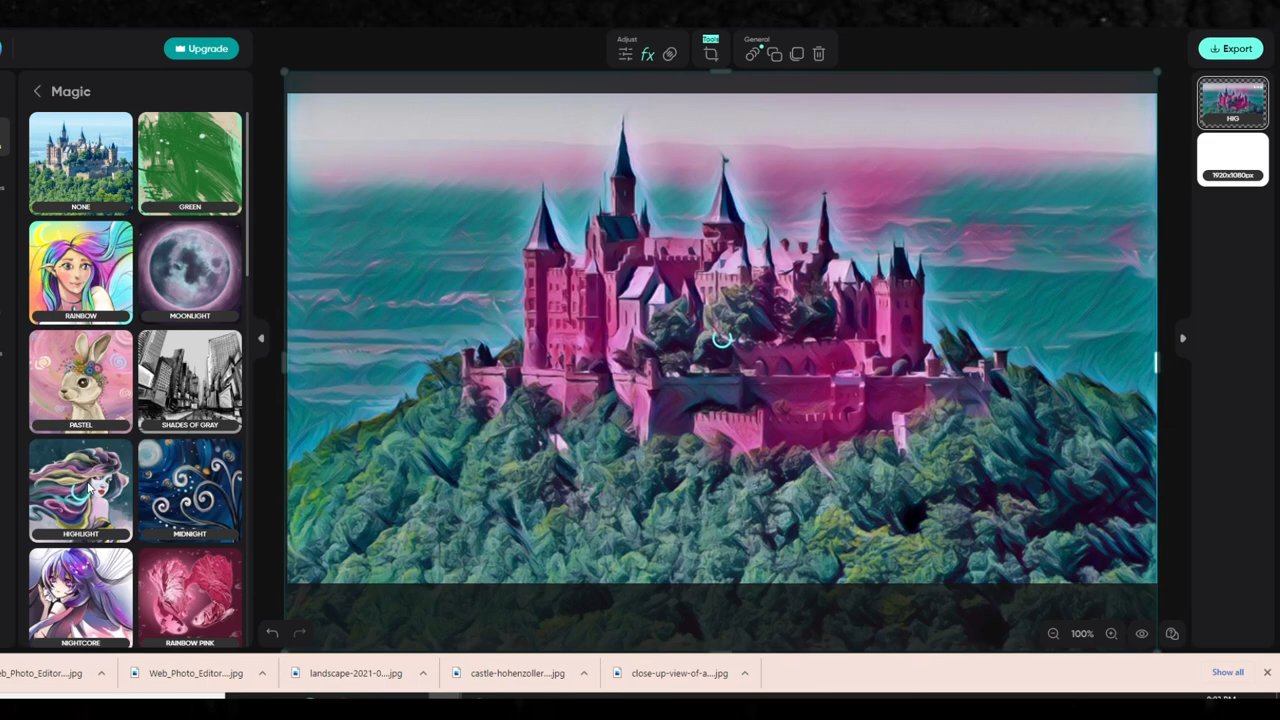 Upgrade
Adjust
Tools
General
fx
Export
Magic
NONE
GREEN
RAINBOW
MOONLIGHT
PASTEL
SHADES OF GRAY
HIGHLIGHT
MIDNIGHT
NIGHTCORE
RAINBOW PINK
HIG
1920x1080px
100%
eb_Photo_Editor....jpg
Web_Photo_Editor....jpg
landscape-2021-0....jpg
castle-hohenzoller....jpg
close-up-view-of-a....jpg
Show all